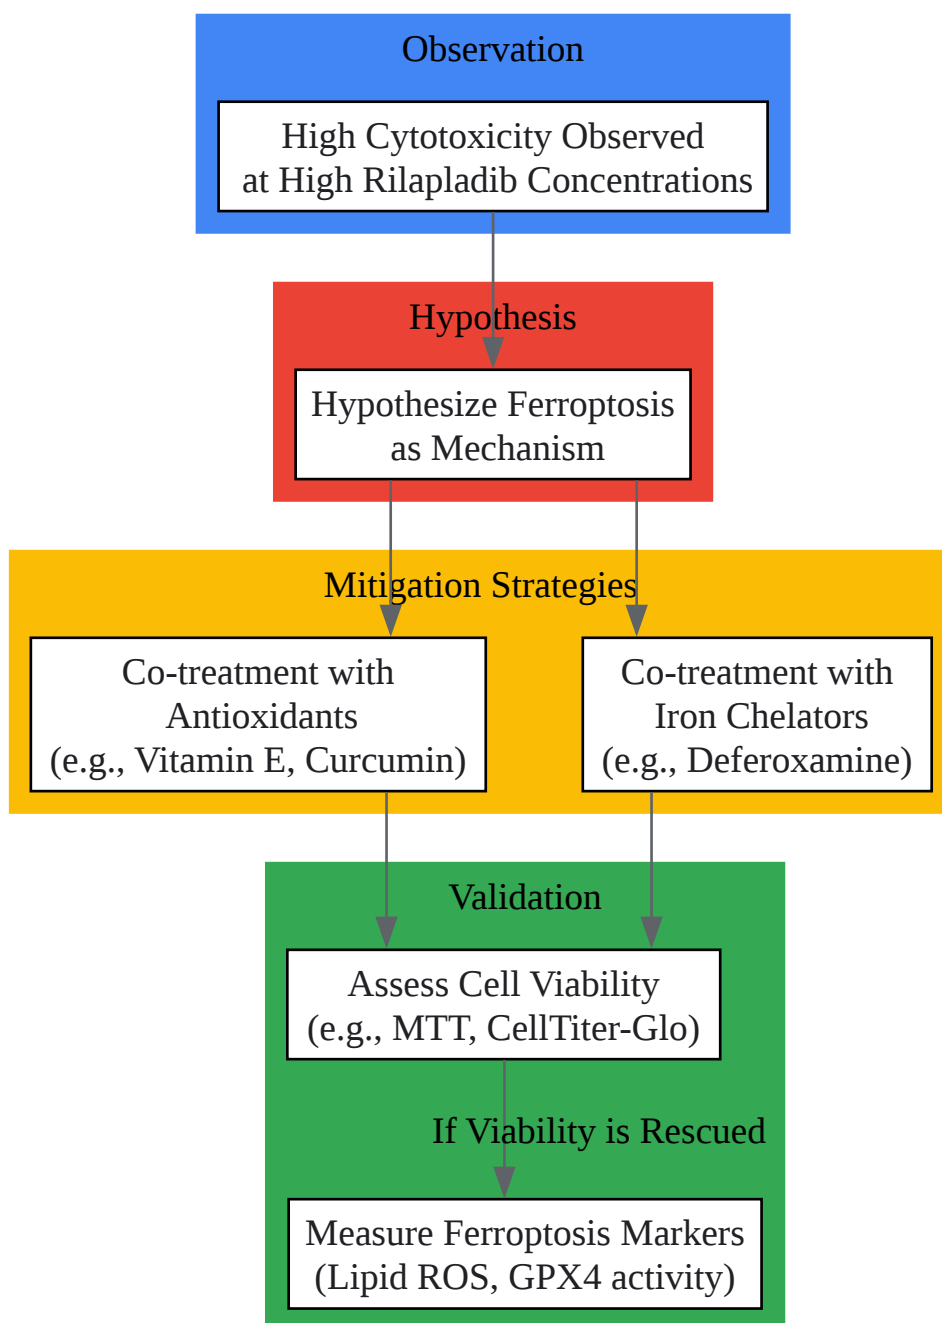 Observation
High Cytotoxicity Observed
at High Rilapladib Concentrations
Hypothesis
Hypothesize Ferroptosis
as Mechanism
Mitigation Strategies
Co-treatment with
Antioxidants
(e.g., Vitamin E, Curcumin)
Co-treatment with
Iron Chelators
(e.g., Deferoxamine)
Validation
Assess Cell Viability
(e.g., MTT, CellTiter-Glo)
If Viability is Rescued
Measure Ferroptosis Markers
(Lipid ROS, GPX4 activity)